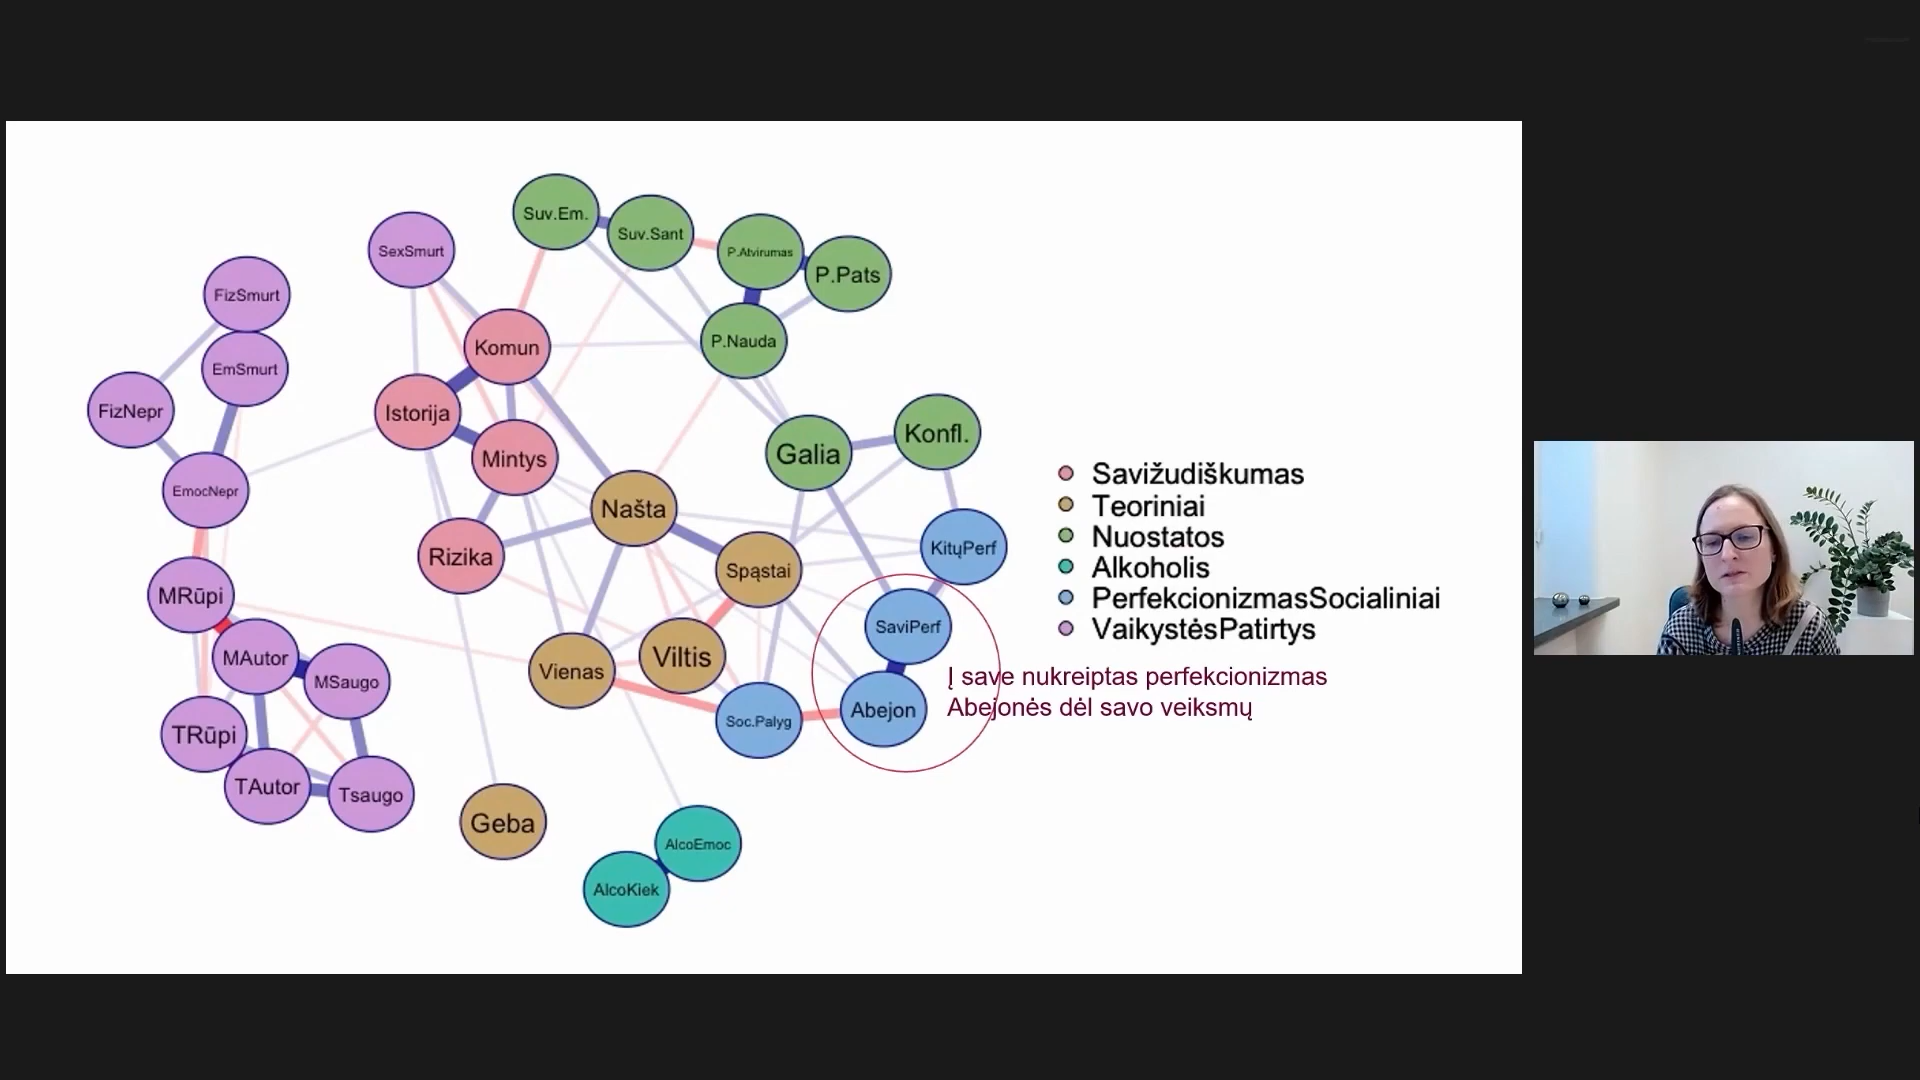 Suv.Em.
Suv.Sant
P.Atvirumas
P.Pats
SexSmurt
FizSmurt
Komun
P.Nauda
EmSmurt
FizNepr
Istorija
Mintys
Galia
Konfl.
EmocNepr
Našta
Rizika
Spąstai
KitųPerf
MRūpi
SaviPerf
MAutor
MSaugo
Vienas
Viltis
Soc.Palyg
Abejon
TRūpi
TAutor
Tsaugo
Geba
AlcoEmoc
AlcoKiek
Savižudiškumas
Teoriniai
Nuostatos
Alkoholis
PerfekcionizmasSocialiniai
VaikystėsPatirtys
Į save nukreiptas perfekcionizmas
Abejonės dėl savo veiksmų